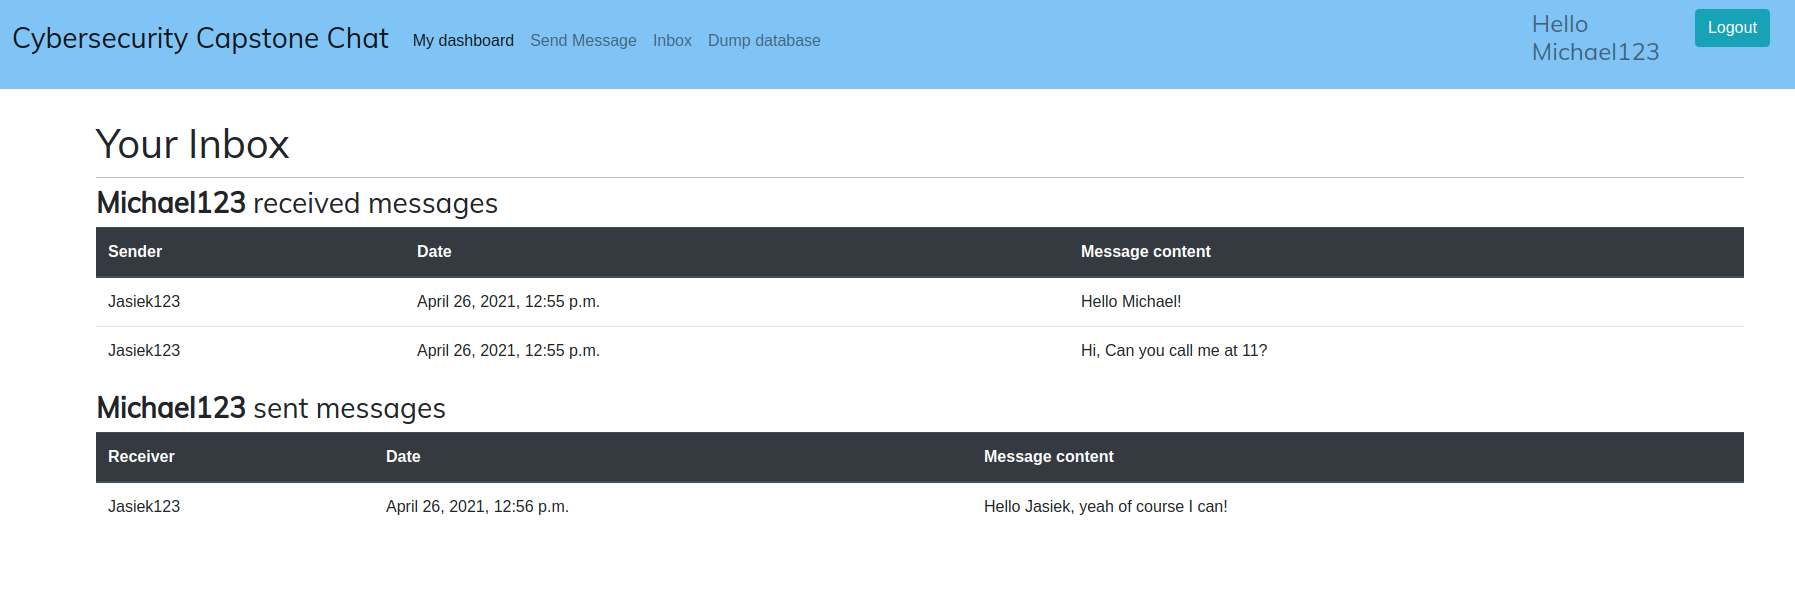 Cybersecurity Capstone Chat My dashboard Send Message Inbox Dump database
Hello
Michael123
Logout
Your Inbox
Michael123 received messages
Sender Date Message content
Jasiek123 April 26, 2021, 12:55 p.m. Hello Michael!
Jasiek123 April 26, 2021, 12:55 p.m. Hi, Can you call me at 11?
Michael123 sent messages
Receiver Date Message content
Jasiek123 April 26, 2021, 12:56 p.m. Hello Jasiek, yeah of course I can!